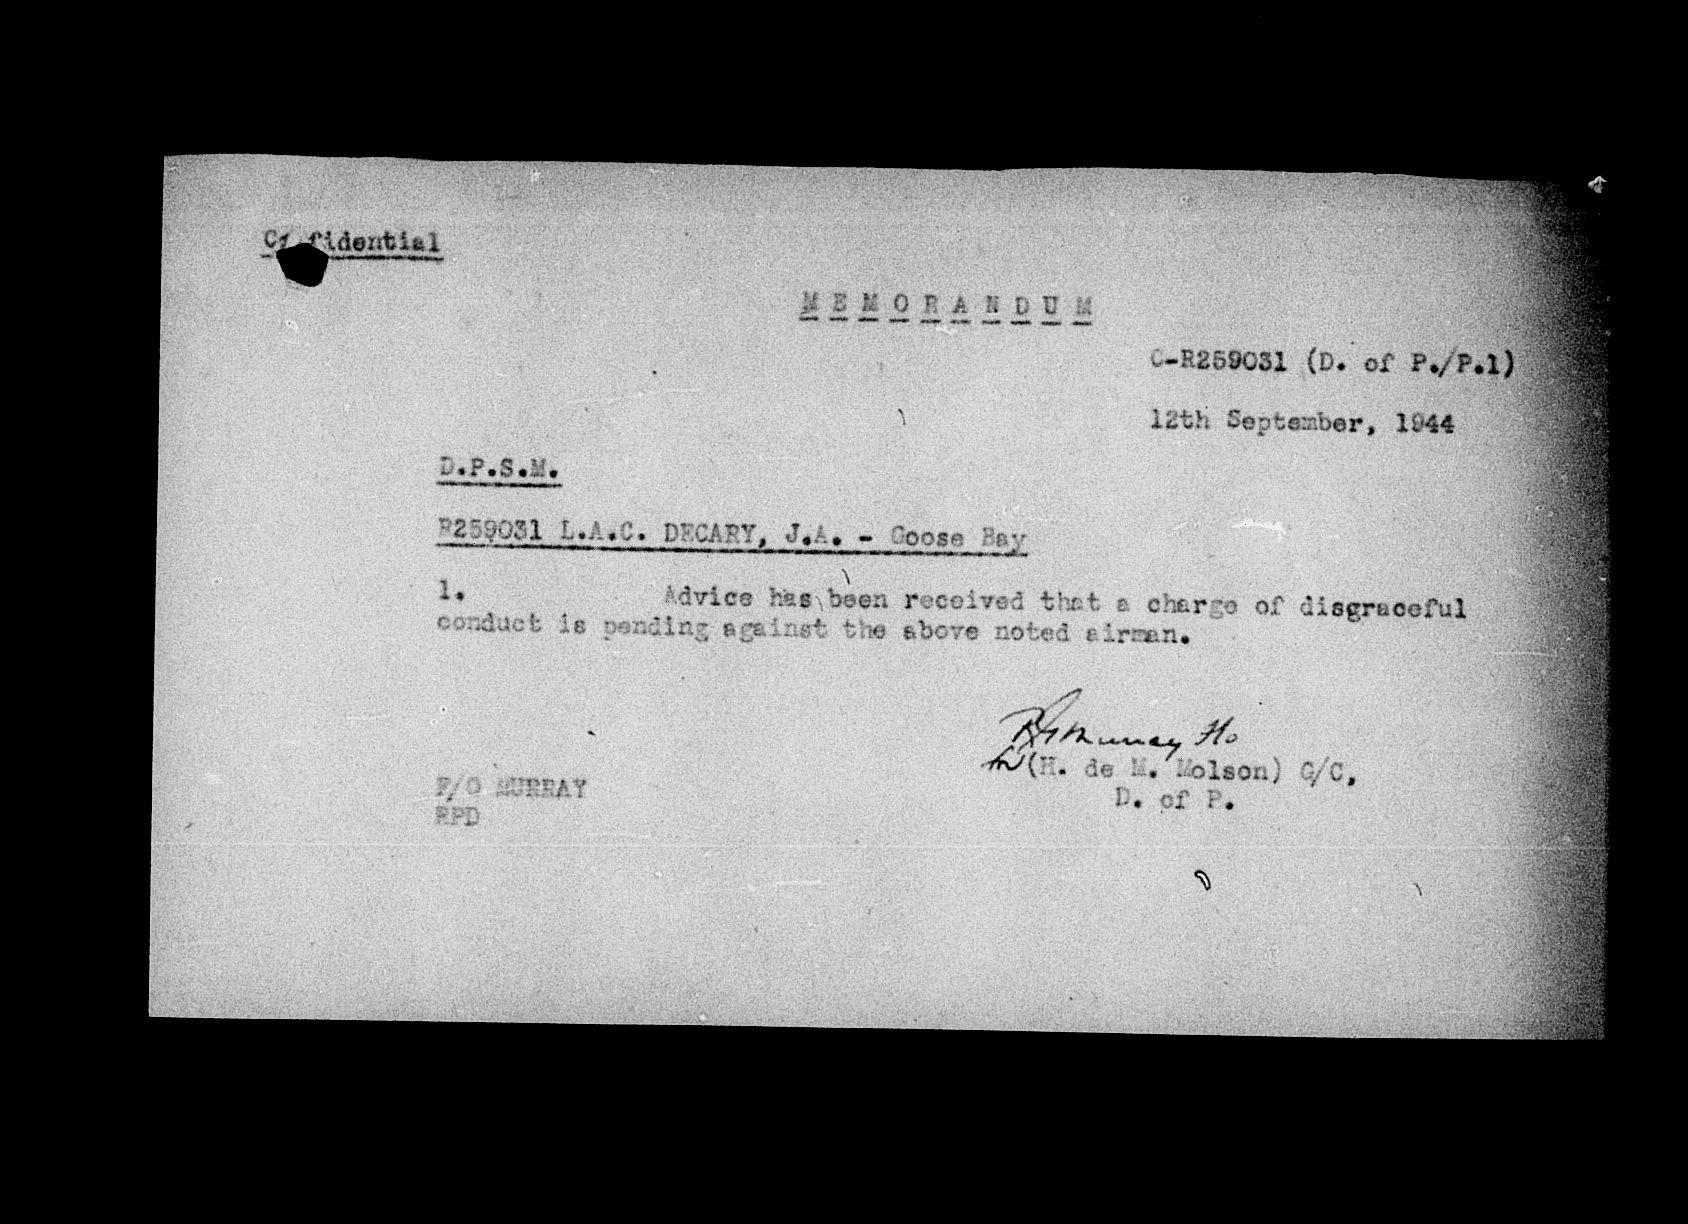 Confidential
MEMORANDUM
C-R259031 (D. of P./P.1)
12th September, 1944
D.P.S.M.
R259031 L.A.C. DECARY, J.A. - Goose Bay
1. Advice has been received that a charge of disgraceful
conduct is pending against the above noted airman.
Murray F/o
(H. de M. Molson) G/C.
D. of P.
F/O MURRAY
RPD